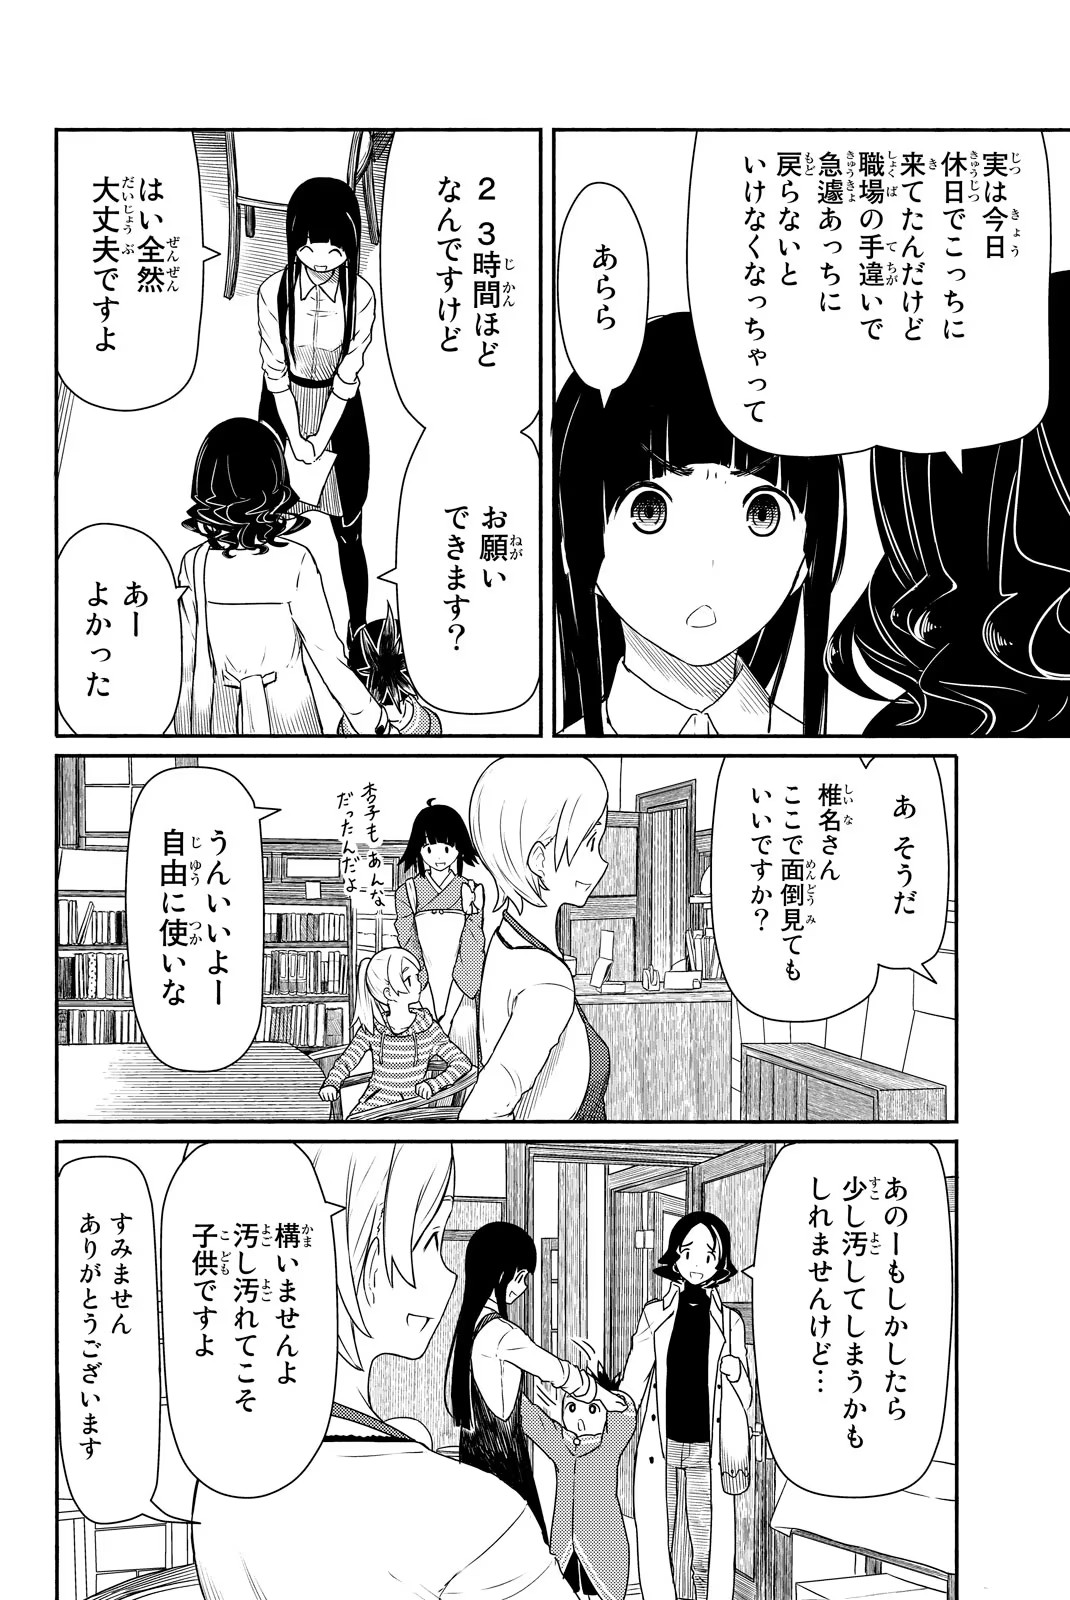 実は今日
休日でこっちに
来てたんだけど
職場の手違いで
急遽あっちに
戻らないと
いけなくなっちゃって
あらら
2 3時間ほど
なんですけど
お願い
できます?
はい全然
大丈夫ですよ
あー
よかった
あ そうだ
椎名さん
ここで面倒見ても
いいですか?
杏子も あんな
だったんだよ
うんいいよー
自由に使いな
あのーもしかしたら
少し汚してしまうかも
しれませんけど…
構いませんよ
汚し汚れてこそ
子供ですよ
すみません
ありがとうございます